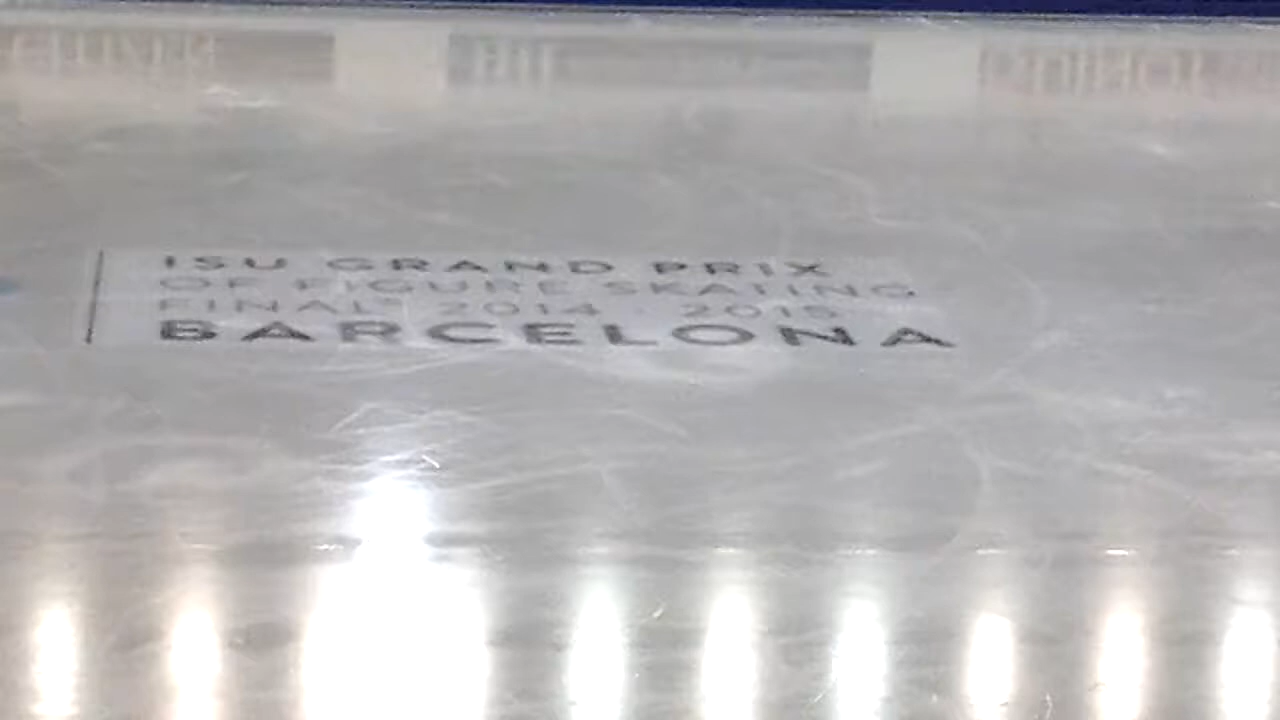 ISU GRAND PRIX
OF FIGURE SKATING
FINAL 2014 - 2015
BARCELONA